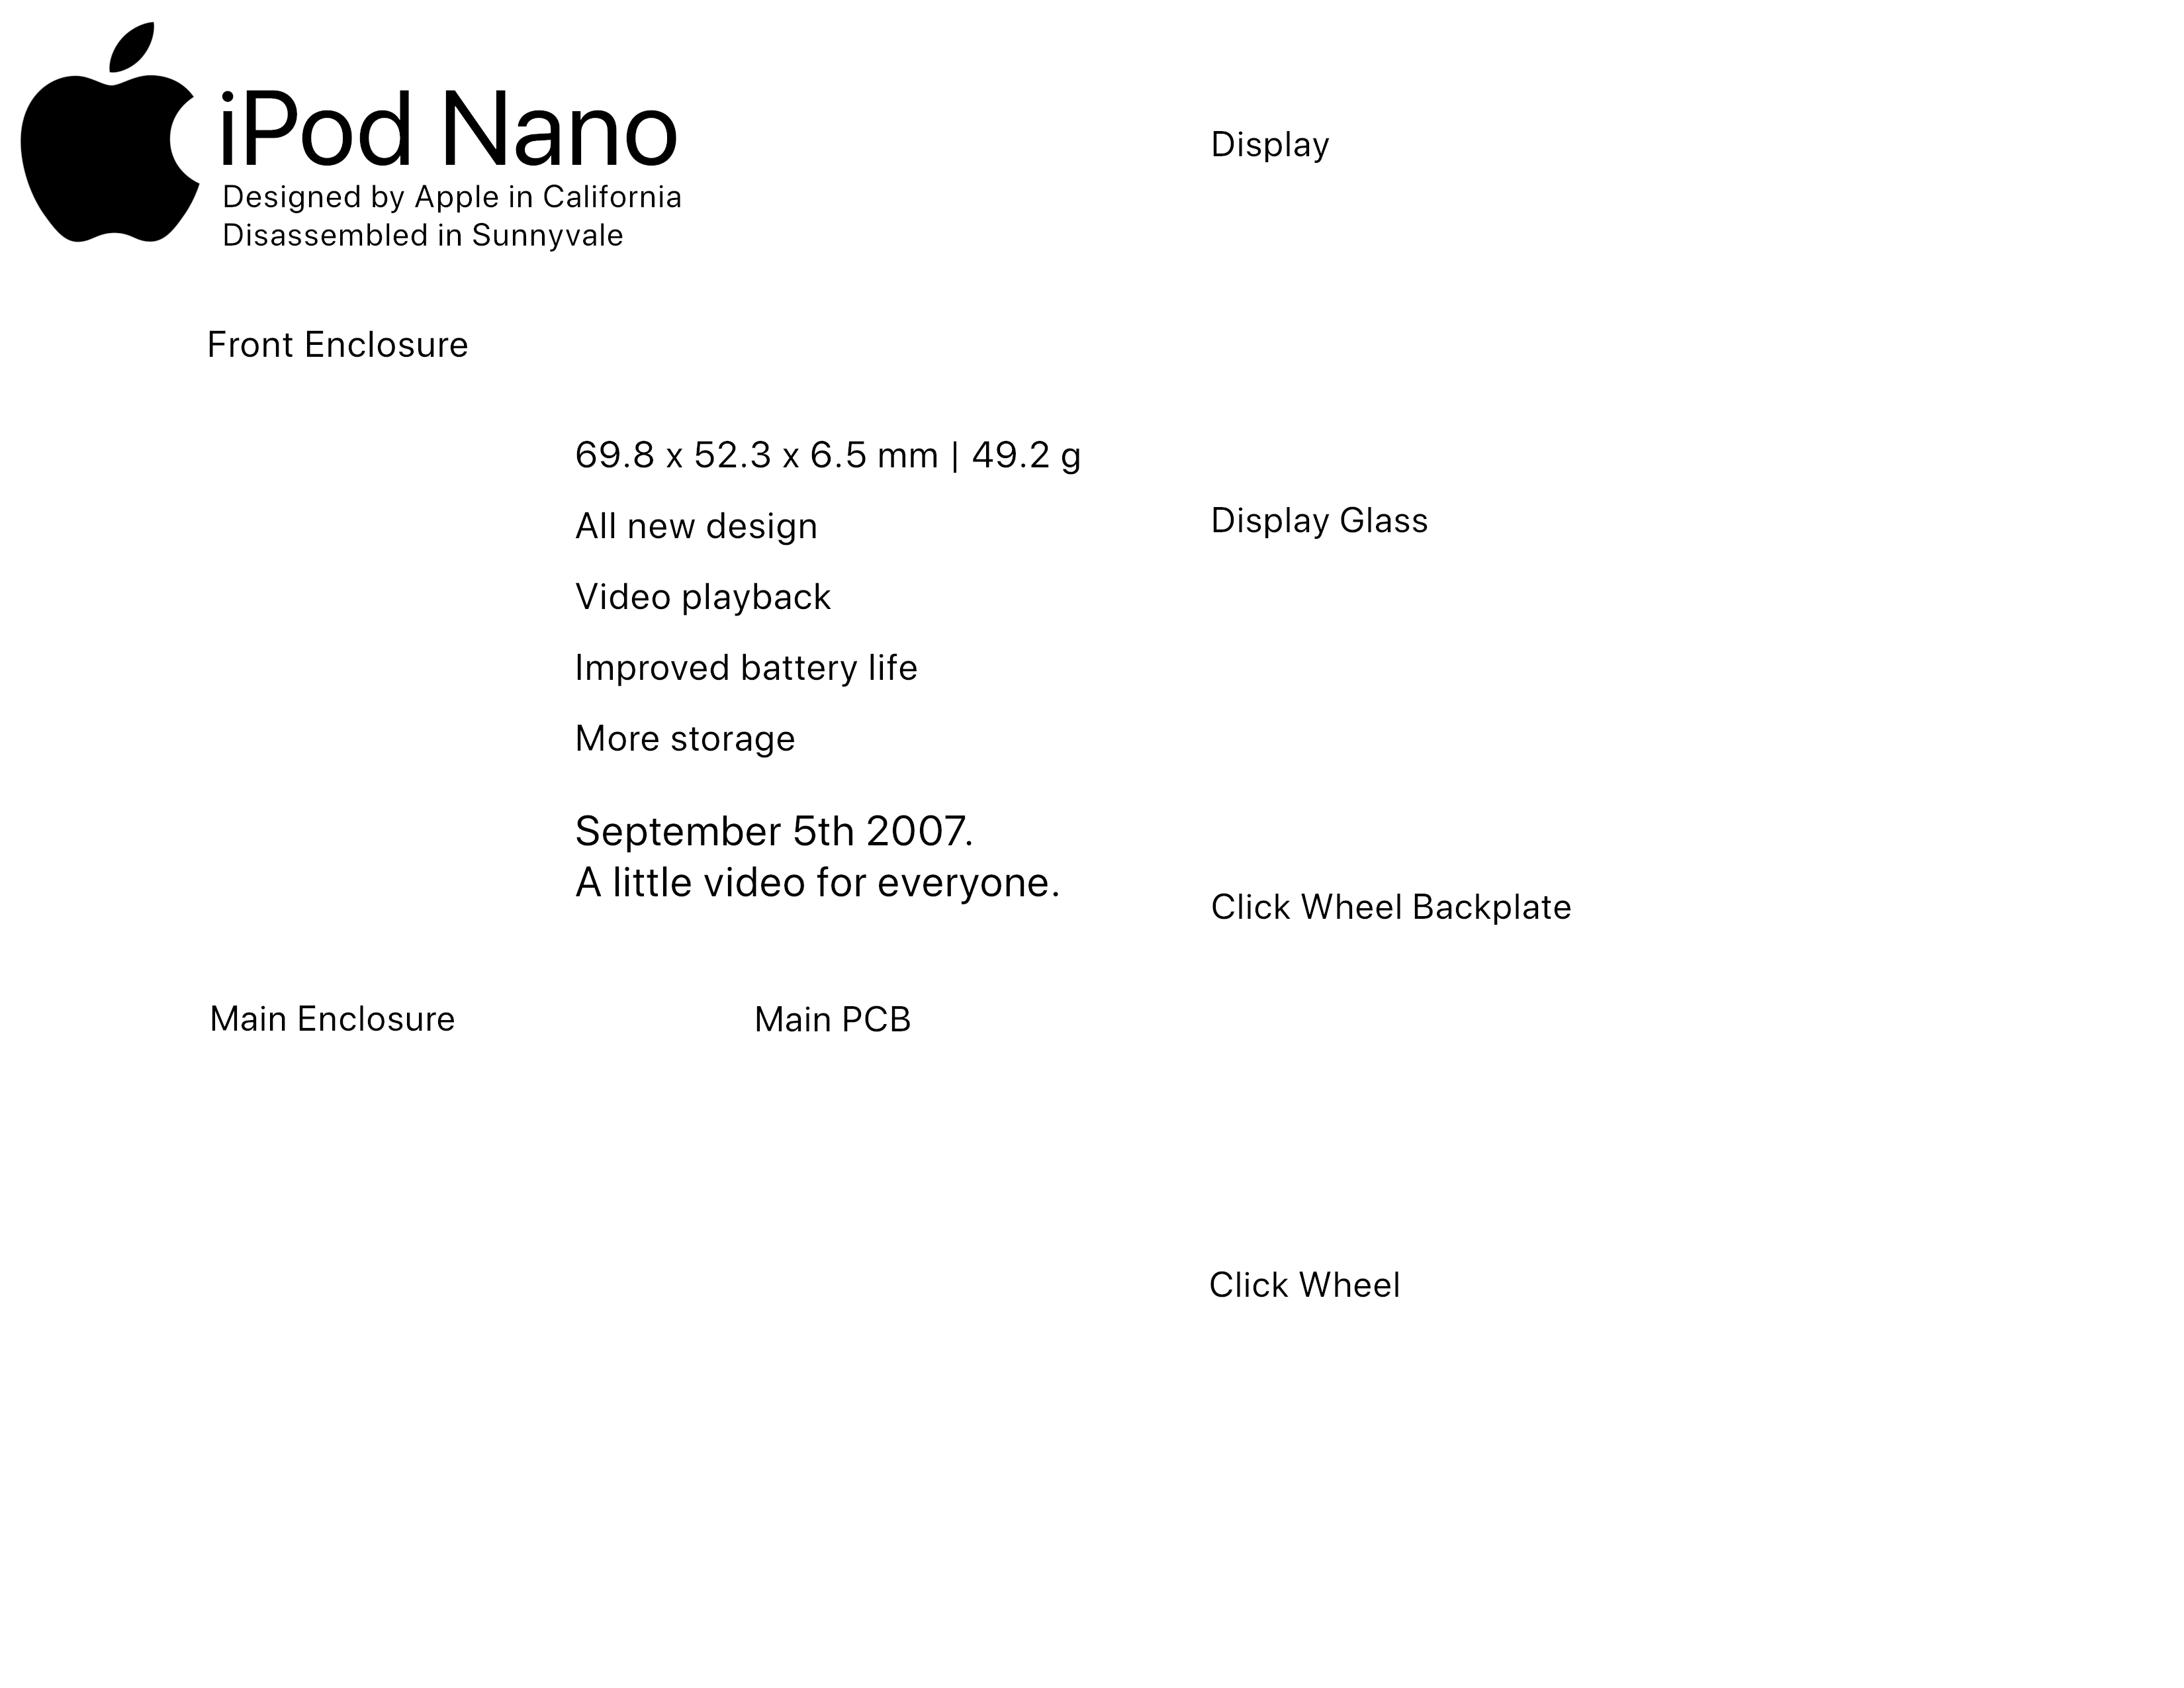 iPod Nano
Designed by Apple in California
Disassembled in Sunnyvale
Front Enclosure
69.8 x 52.3 x 6.5 mm | 49.2 g
All new design
Video playback
Improved battery life
More storage
September 5th 2007.
A little video for everyone.
Main Enclosure
Main PCB
Display
Display Glass
Click Wheel Backplate
Click Wheel